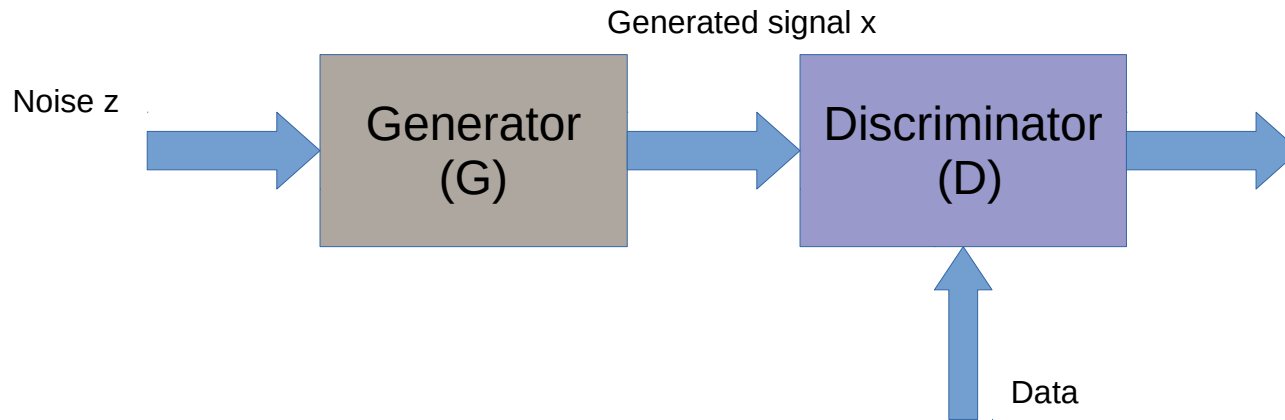 Generated signal x
Noise z
Generator
(G)
Discriminator
(D)
Data